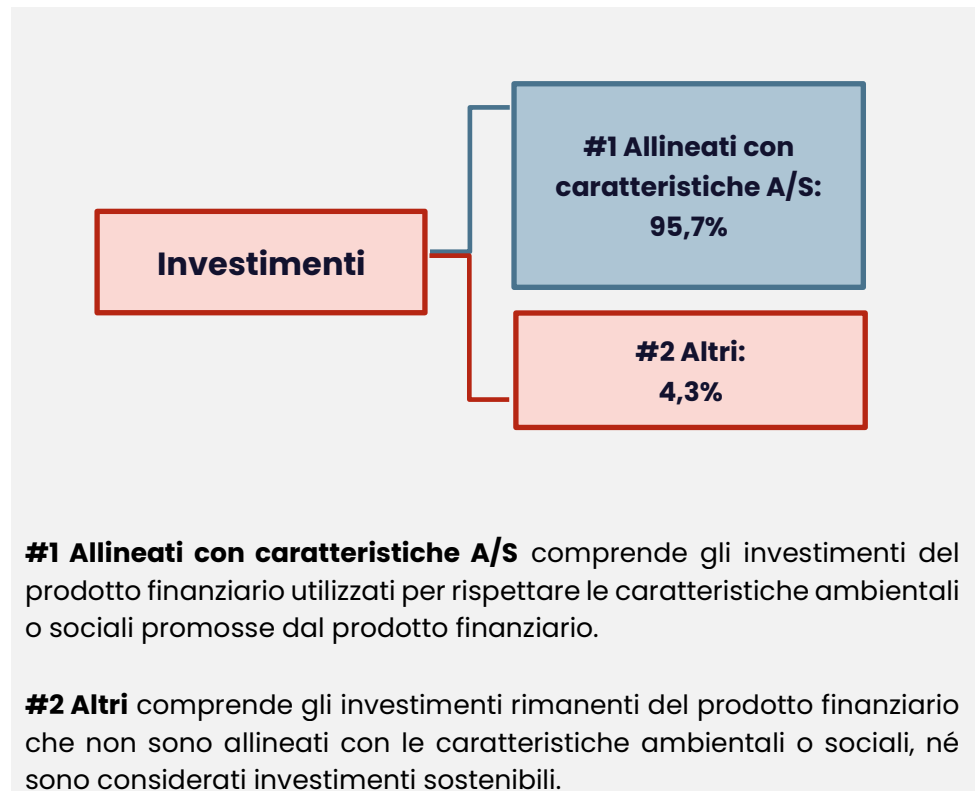 #1 Allineati con
caratteristiche A/S:
95,7%
Investimenti
#2 Altri:
4,3%
#1 Allineati con caratteristiche A/S comprende gli investimenti del
prodotto finanziario utilizzati per rispettare le caratteristiche ambientali
o sociali promosse dal prodotto finanziario.
#2 Altri comprende gli investimenti rimanenti del prodotto finanziario
che non sono allineati con le caratteristiche ambientali o sociali, né
sono considerati investimenti sostenibili.